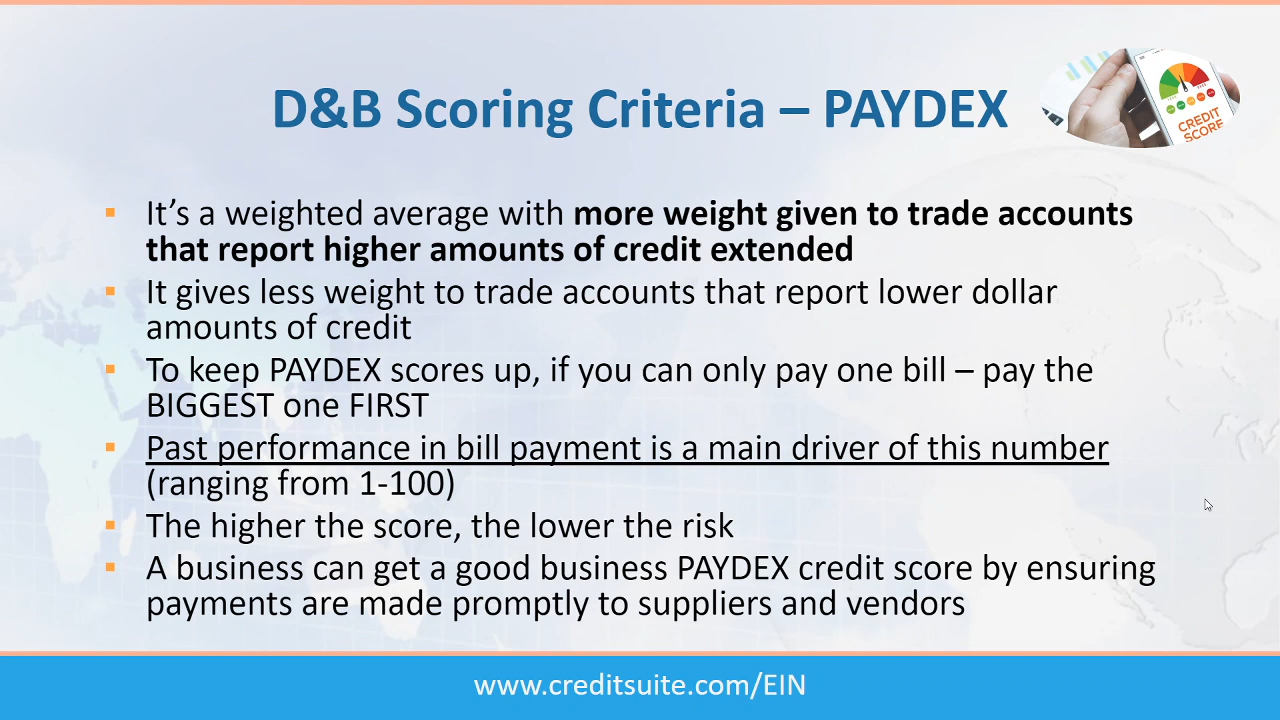 D&B Scoring Criteria – PAYDEX
CREDIT
SCORE
▪ It’s a weighted average with more weight given to trade accounts
that report higher amounts of credit extended
▪ It gives less weight to trade accounts that report lower dollar
amounts of credit
▪ To keep PAYDEX scores up, if you can only pay one bill – pay the
BIGGEST one FIRST
▪ Past performance in bill payment is a main driver of this number
(ranging from 1-100)
▪ The higher the score, the lower the risk
▪ A business can get a good business PAYDEX credit score by ensuring
payments are made promptly to suppliers and vendors
www.creditsuite.com/EIN